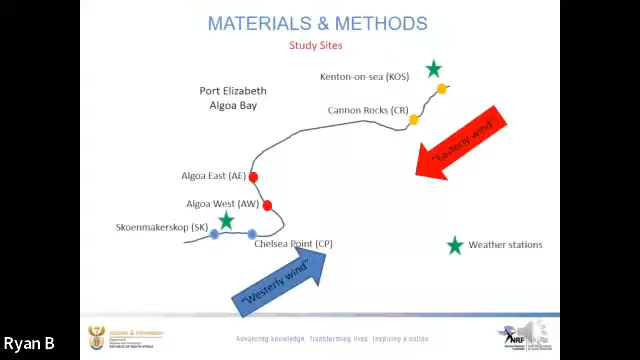 MATERIALS & METHODS
Study Sites
Kenton-on-sea (KOS)
Port Elizabeth
Algoa Bay
Cannon Rocks (CR)
"Easterly wind"
Algoa East (AE)
Algoa West (AW)
Skoenmakerskop (SK)
Chelsea Point (CP)
Weather stations
"Westerly wind"
science & innovation
REPUBLIC OF SOUTH AFRICA
Advancing knowledge. Transforming lives. Inspiring a nation
NRF
Ryan B